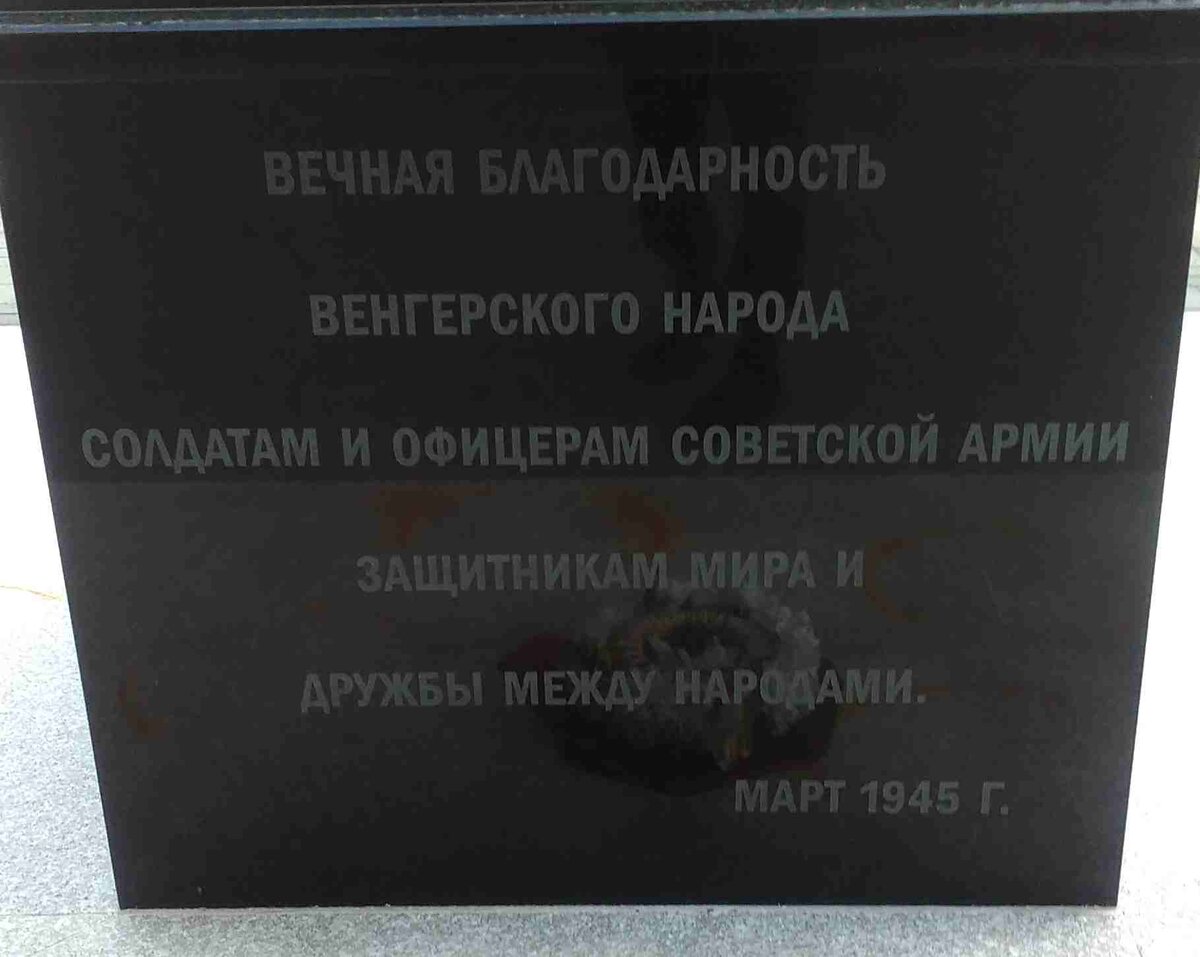 ВЕЧНАЯ БЛАГОДАРНОСТЬ
ВЕНГЕРСКОГО НАРОДА
СОЛДАТАМ И ОФИЦЕРАМ СОВЕТСКОЙ АРМИИ
ЗАЩИТНИКАМ МИРА И
ДРУЖБЫ МЕЖДУ НАРОДАМИ.
МАРТ 1945 Г.